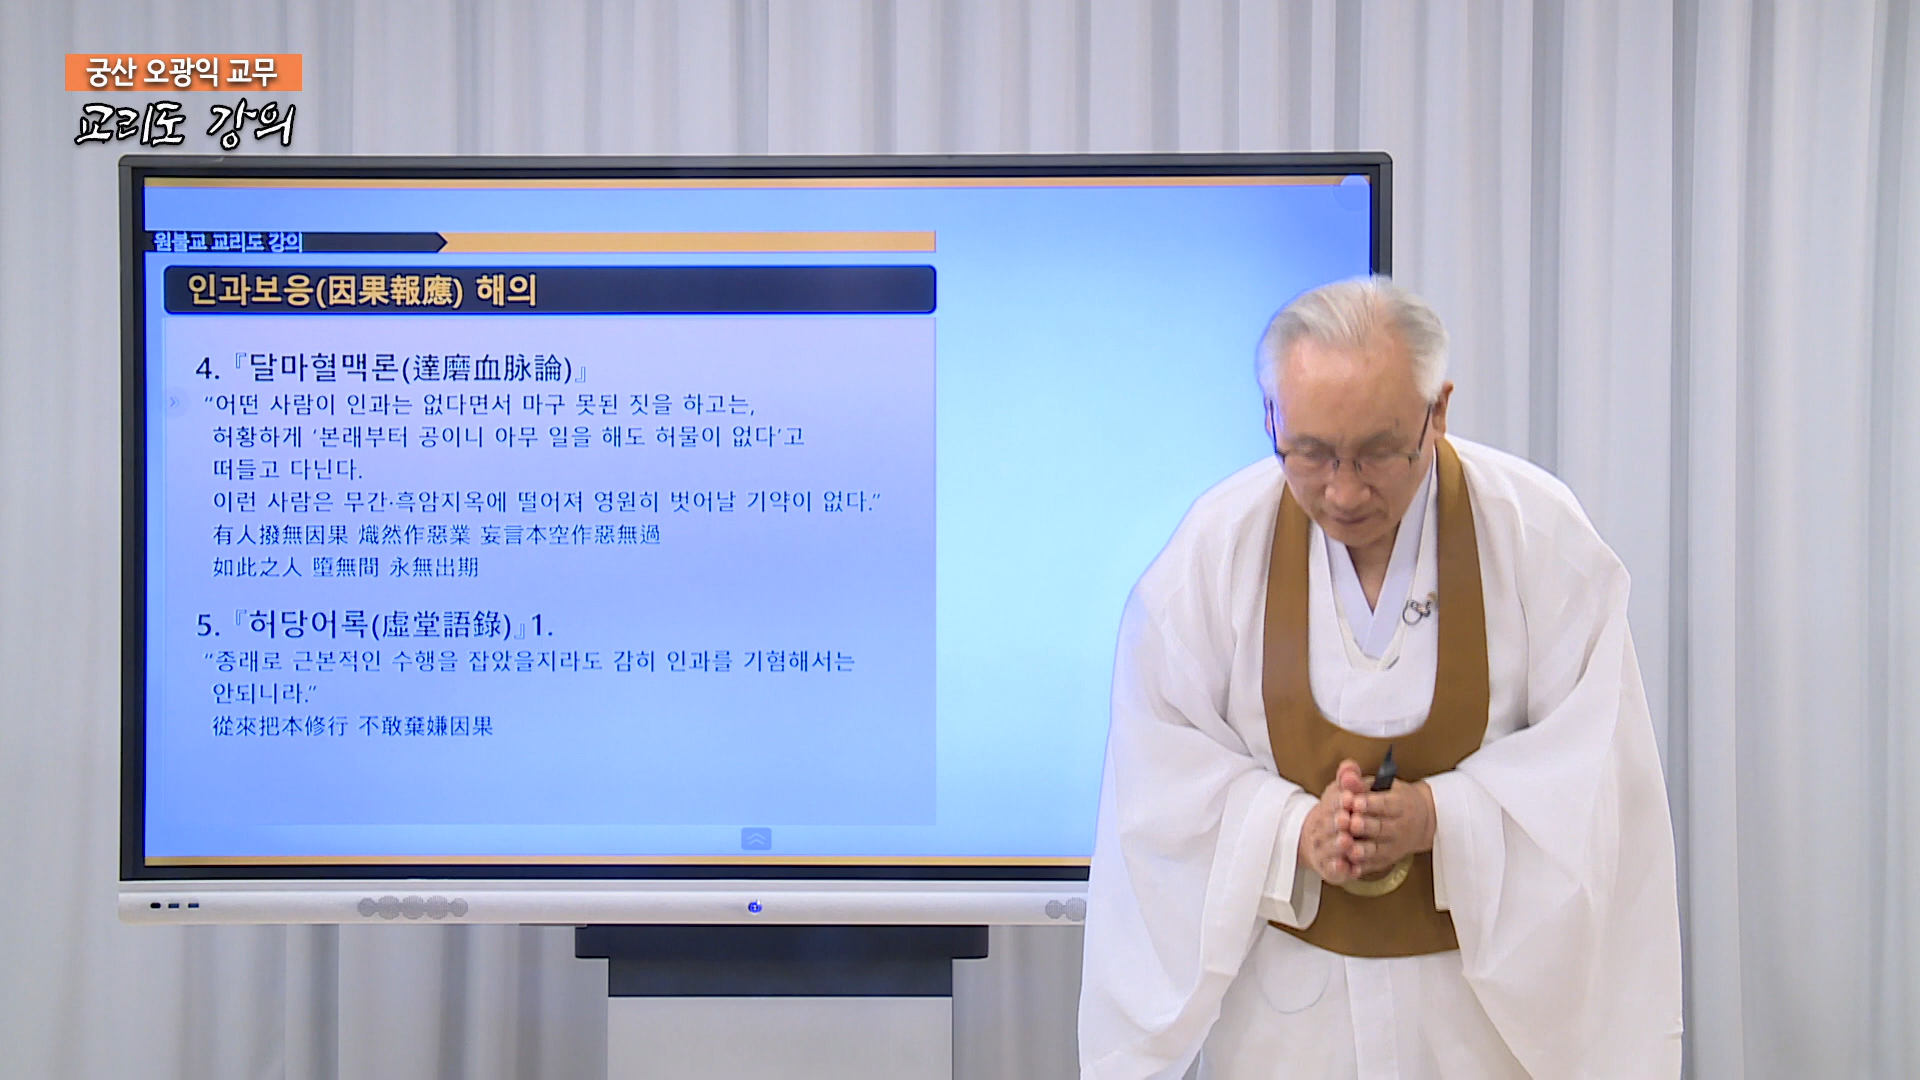 궁산 오광익 교무
교리도 강의
원불교 교리도 강의
인과보응(因果報應) 해의
4.『달마혈맥론(達磨血脉論)』
“어떤 사람이 인과는 없다면서 마구 못된 짓을 하고는,
허황하게 ‘본래부터 공이니 아무 일을 해도 허물이 없다’고
떠들고 다닌다.
이런 사람은 무간·흑암지옥에 떨어져 영원히 벗어날 기약이 없다.”
有人撥無因果 熾然作惡業 妄言本空作惡無過
如此之人 墮無間 永無出期
5.『허당어록(虛堂語錄)』1.
“종래로 근본적인 수행을 잡았을지라도 감히 인과를 기혐해서는
안되니라.”
從來把本修行 不敢棄嫌因果